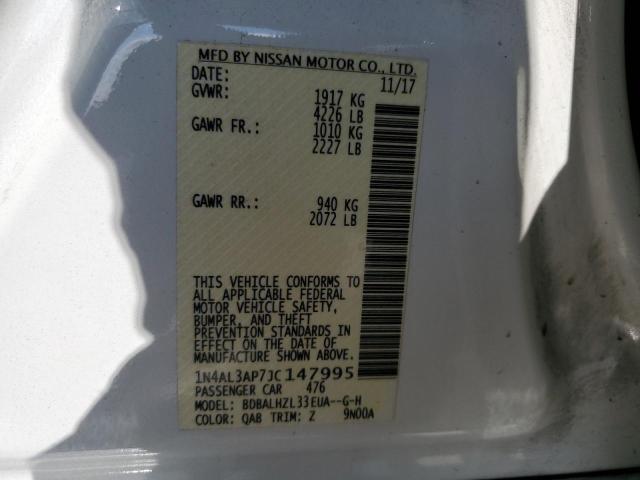 MFD BY NISSAN MOTOR CO., LTD.
DATE: 11/17
GVWR: 1917 KG
4226 LB
GAWR FR.: 1010 KG
2227 LB
GAWR RR.: 940 KG
2072 LB
THIS VEHICLE CONFORMS TO
ALL APPLICABLE FEDERAL
MOTOR VEHICLE SAFETY,
BUMPER, AND THEFT
PREVENTION STANDARDS IN
EFFECT ON THE DATE OF
MANUFACTURE SHOWN ABOVE.
1N4AL3AP7JC147995
PASSENGER CAR 476
MODEL: BDBALHZL33EUA--G-H
COLOR: QAB TRIM: Z 9N00A